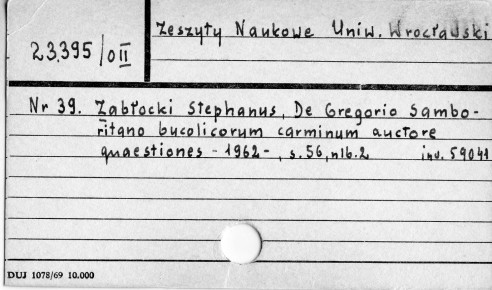 Zeszyty Naukowe Uniw. Wrocławski
23395/OII
Nr 39. Zabłocki Stephanus, De Gregorio Sambo-
ritano bucolicorum carminum auctore
quaestiones - 1962 -, s. 56, nlb. 2 inv. 59041
DUJ 1078/69 10.000